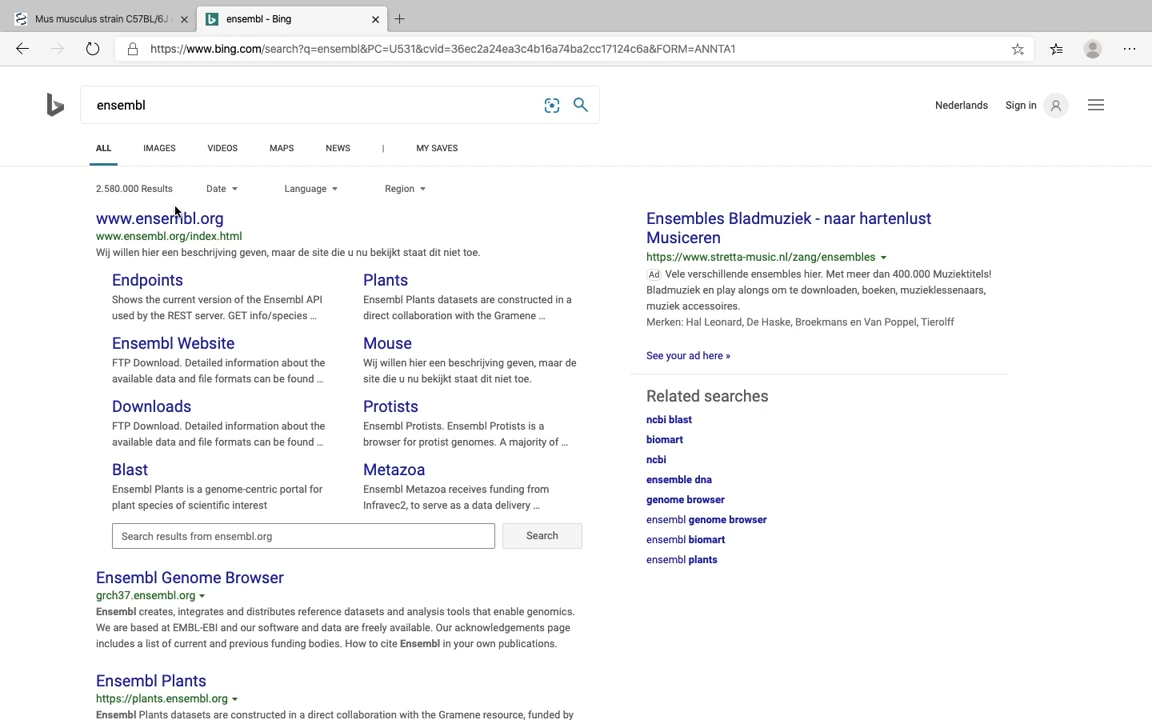 Mus musculus strain C57BL/6J
ensembl - Bing
https://www.bing.com/search?q=ensembl&PC=U531&cvid=36ec2a24ea3c4b16a74ba2cc17124c6a&FORM=ANNTA1
ensembl
Nederlands Sign in
ALL IMAGES VIDEOS MAPS NEWS | MY SAVES
2.580.000 Results Date Language Region
www.ensembl.org
www.ensembl.org/index.html
Wij willen hier een beschrijving geven, maar de site die u nu bekijkt staat dit niet toe.
Endpoints
Shows the current version of the Ensembl API
used by the REST server. GET info/species ...
Plants
Ensembl Plants datasets are constructed in a
direct collaboration with the Gramene ...
Ensembl Website
FTP Download. Detailed information about the
available data and file formats can be found ...
Mouse
Wij willen hier een beschrijving geven, maar de
site die u nu bekijkt staat dit niet toe.
Downloads
FTP Download. Detailed information about the
available data and file formats can be found ...
Protists
Ensembl Protists. Ensembl Protists is a
browser for protist genomes. A majority of ...
Blast
Ensembl Plants is a genome-centric portal for
plant species of scientific interest
Metazoa
Ensembl Metazoa receives funding from
Infravec2, to serve as a data delivery ...
Search results from ensembl.org
Search
Ensembl Genome Browser
grch37.ensembl.org
Ensembl creates, integrates and distributes reference datasets and analysis tools that enable genomics.
We are based at EMBL-EBI and our software and data are freely available. Our acknowledgements page
includes a list of current and previous funding bodies. How to cite Ensembl in your own publications.
Ensembl Plants
https://plants.ensembl.org
Ensembl Plants datasets are constructed in a direct collaboration with the Gramene resource, funded by
Ensembles Bladmuziek - naar hartenlust
Musiceren
https://www.stretta-music.nl/zang/ensembles
Ad Vele verschillende ensembles hier. Met meer dan 400.000 Muziektitels!
Bladmuziek en play alongs om te downloaden, boeken, muzieklessenaars,
muziek accessoires.
Merken: Hal Leonard, De Haske, Broekmans en Van Poppel, Tierolff
See your ad here »
Related searches
ncbi blast
biomart
ncbi
ensemble dna
genome browser
ensembl genome browser
ensembl biomart
ensembl plants